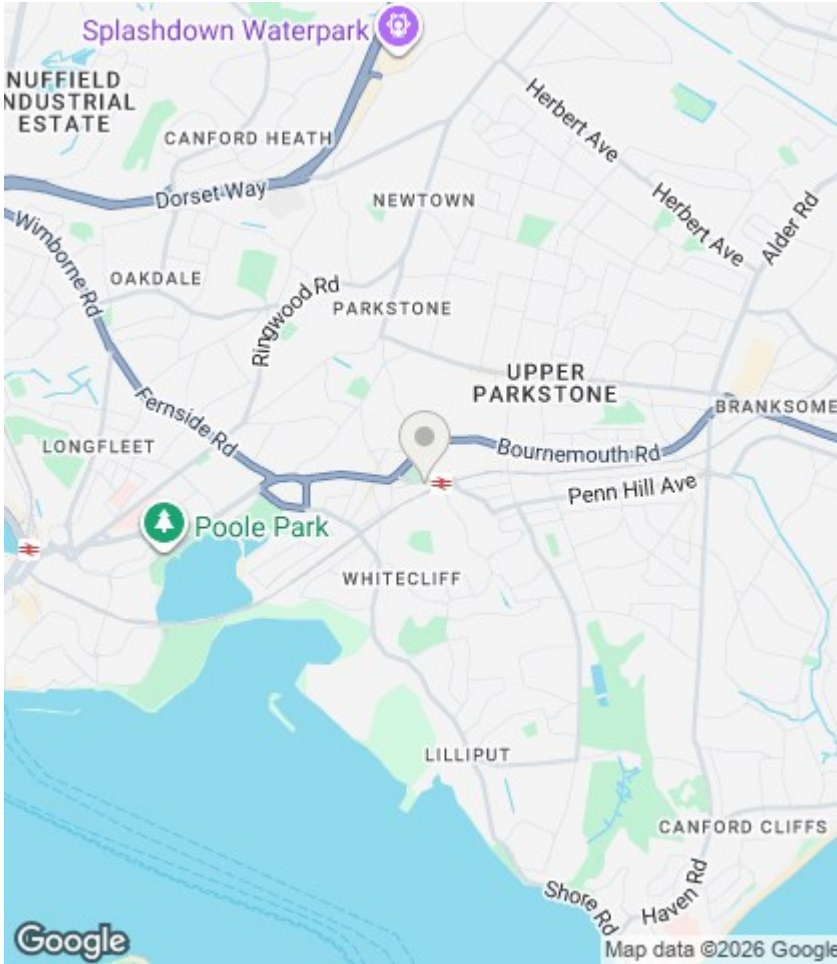 Splashdown Waterpark
NUFFIELD
NDUSTRIAL
ESTATE
CANFORD HEATH
Herbert Ave
Dorset Way
NEWTOWN
Herbert Ave
Alder Rd
Wimborne Rd
OAKDALE
Ringwood Rd
PARKSTONE
UPPER
PARKSTONE
BRANKSOME
Fernside Rd
LONGFLEET
Bournemouth Rd
Penn Hill Ave
Poole Park
WHITECLIFF
LILLIPUT
CANFORD CLIFFS
Shore Rd
Haven Rd
Google
Map data ©2026 Google